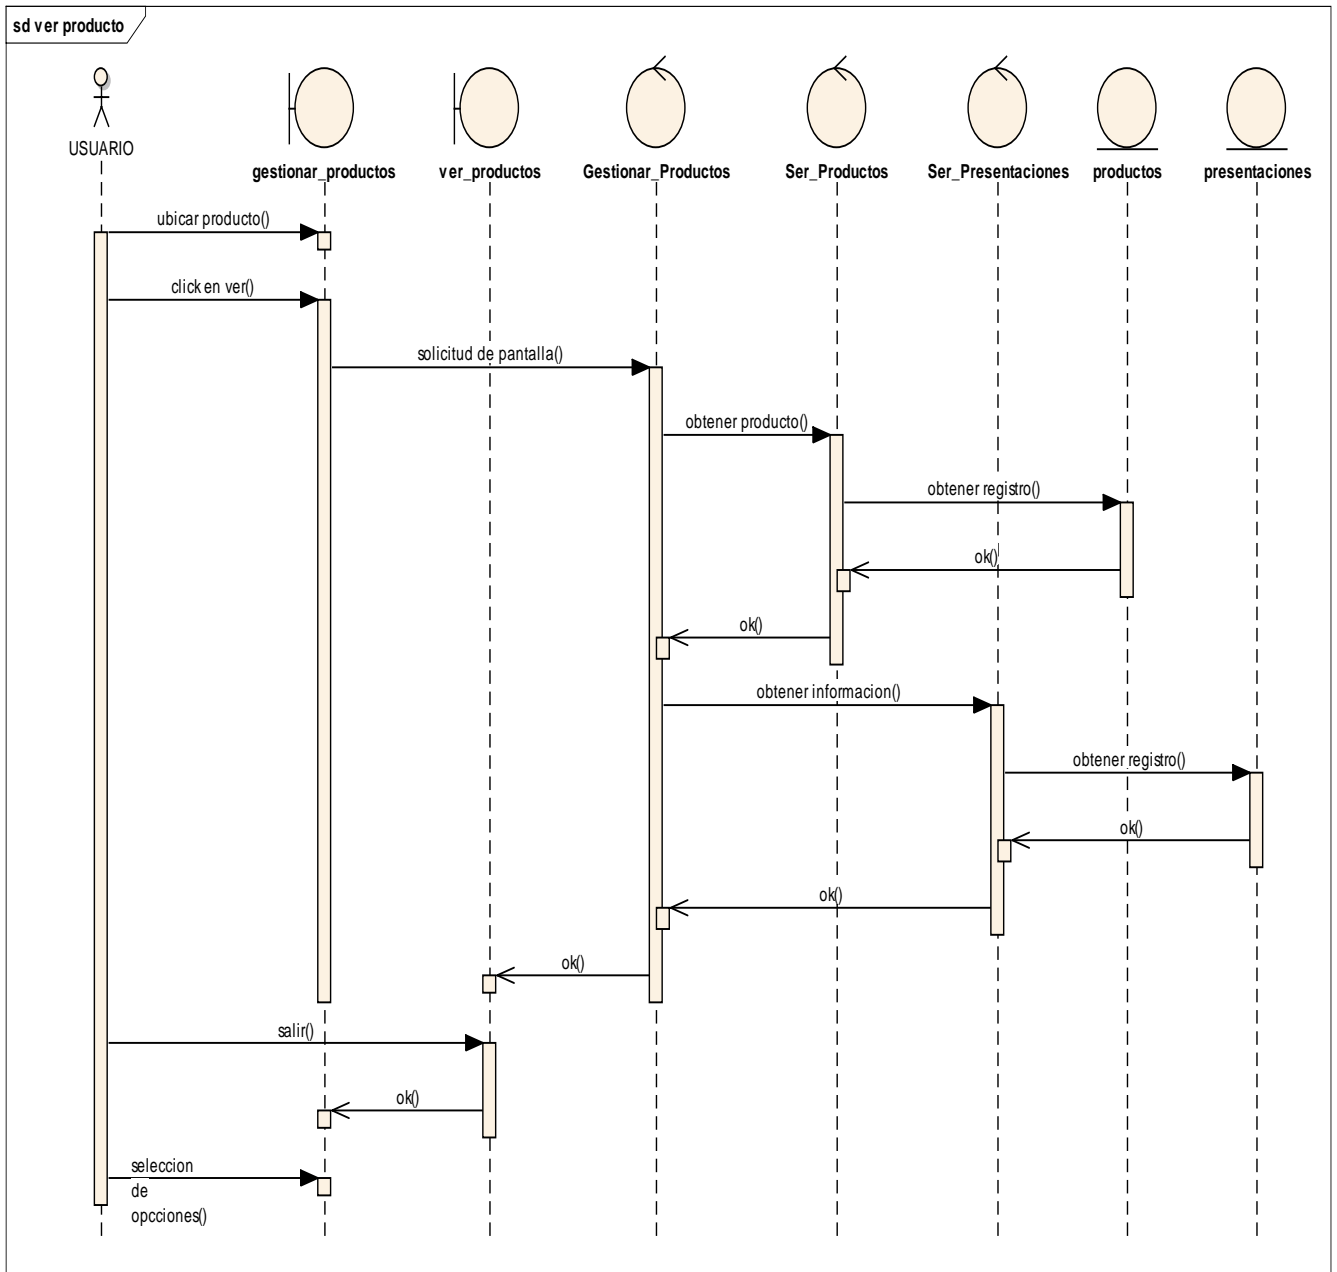 sd ver producto
USUARIO
gestionar_productos
ver_productos
Gestionar_Productos
Ser_Productos
Ser_Presentaciones
productos
presentaciones
ubicar producto()
click en ver()
solicitud de pantalla()
obtener producto()
obtener registro()
ok()
ok()
obtener informacion()
obtener registro()
ok()
ok()
ok()
salir()
ok()
seleccion
de
opcciones()